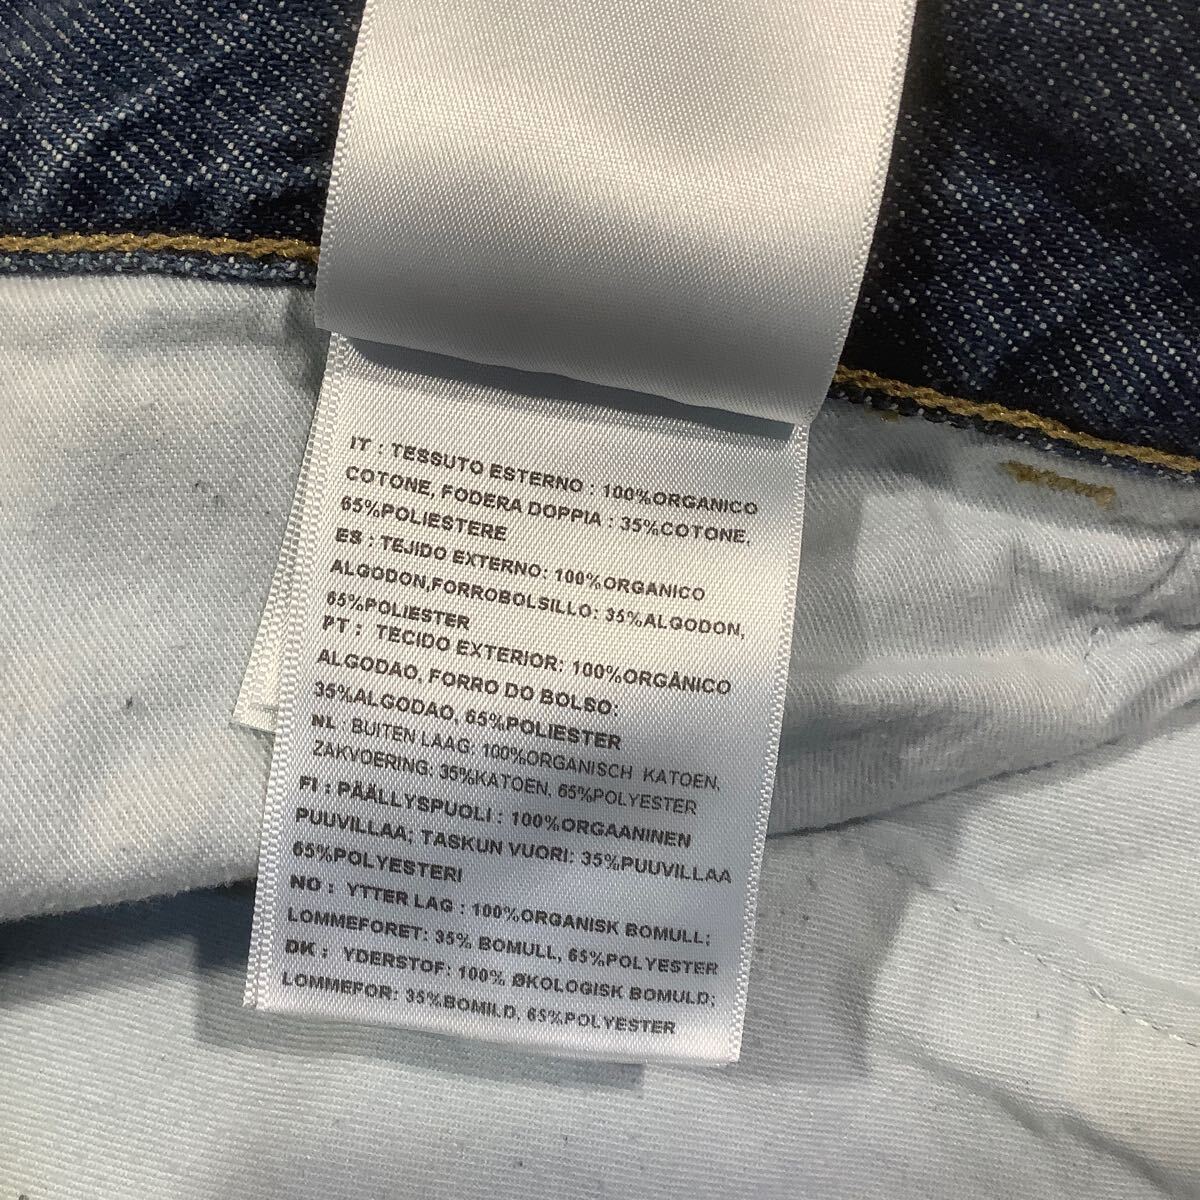 IT : TESSUTO ESTERNO : 100%ORGANICO
COTONE, FODERA DOPPIA : 35%COTONE,
65%POLIESTERE
ES : TEJIDO EXTERNO: 100%ORGANICO
ALGODON,FORROBOLSILLO: 35%ALGODON,
65%POLIESTER
PT : TECIDO EXTERIOR: 100%ORGÂNICO
ALGODAO, FORRO DO BOLSO:
35%ALGODAO, 65%POLIESTER
NL : BUITEN LAAG: 100%ORGANISCH KATOEN,
ZAKVOERING: 35%KATOEN, 65%POLYESTER
FI : PÄÄLLYSPUOLI : 100%ORGAANINEN
PUUVILLAA; TASKUN VUORI: 35%PUUVILLAA
65%POLYESTERI
NO : YTTER LAG : 100%ORGANISK BOMULL;
LOMMEFORET: 35% BOMULL, 65%POLYESTER
DK : YDERSTOF: 100% ØKOLOGISK BOMULD;
LOMMEFOR: 35%BOMILD, 65%POLYESTER